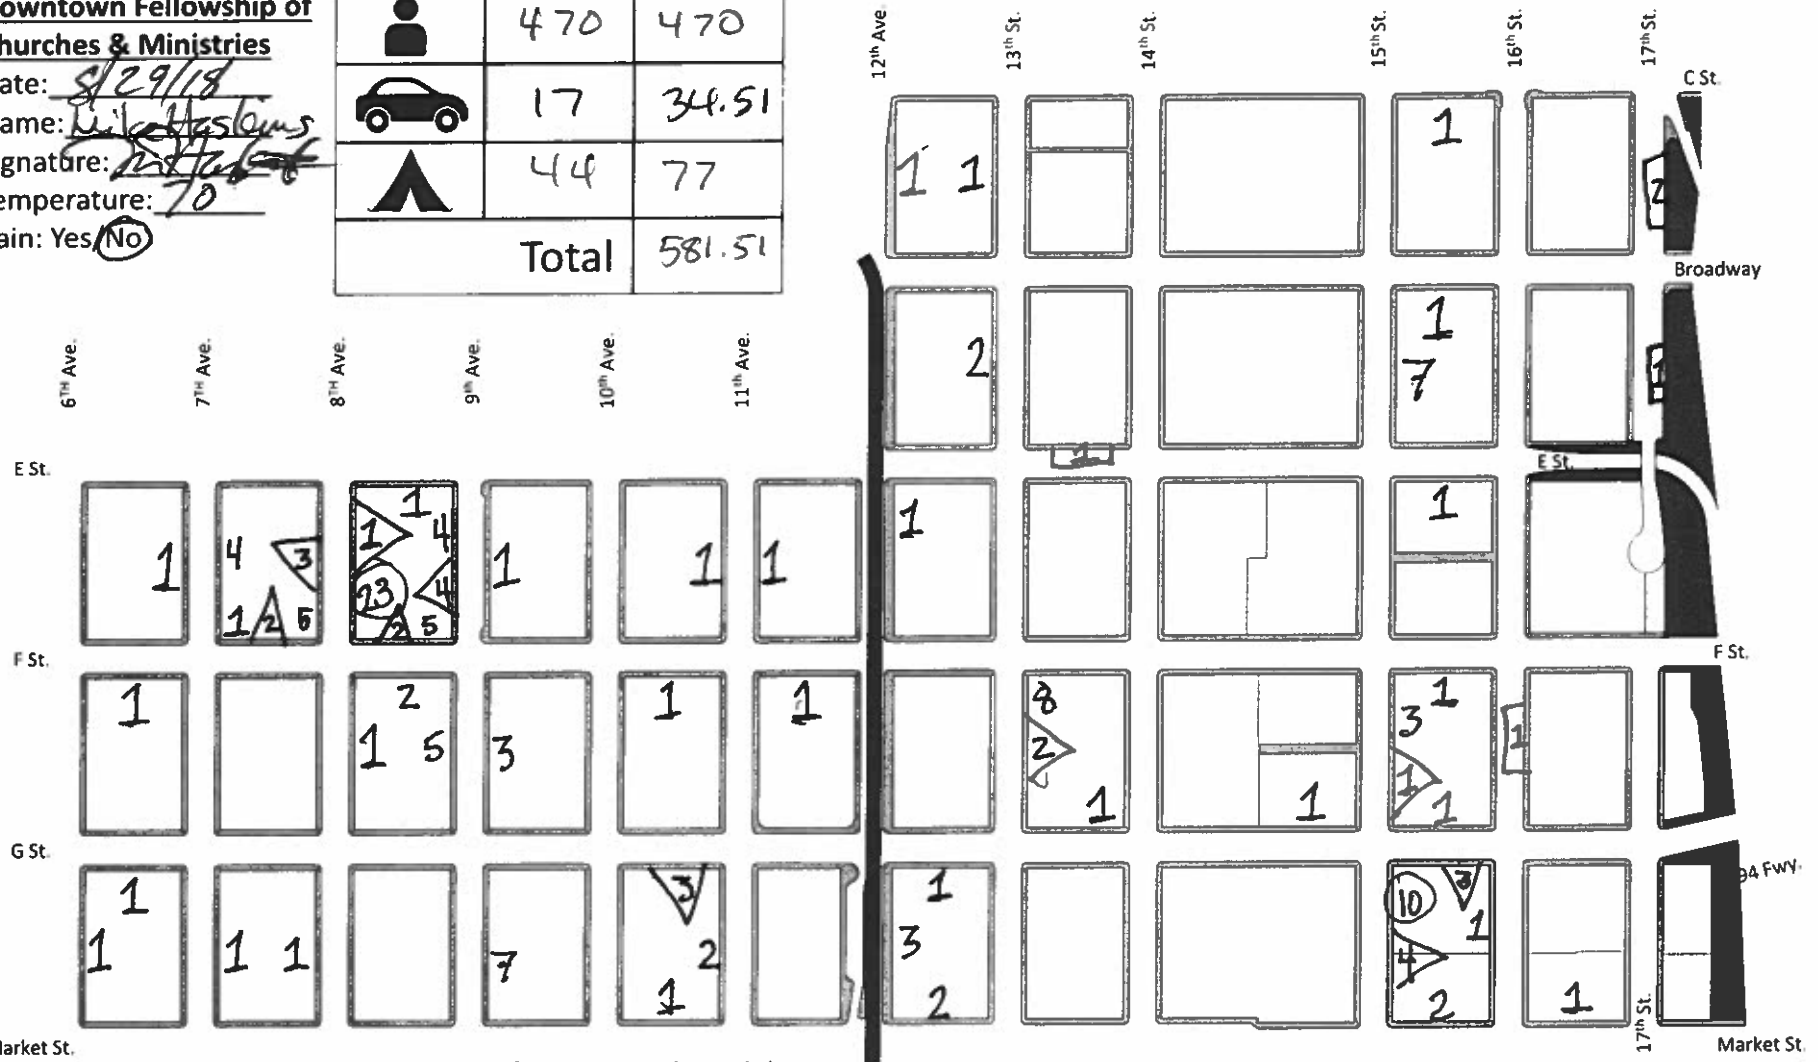 owntown Fellowship of
hurches & Ministries
ate: 8/29/18
ame: Mike Haskins
ignature:
emperature: 70
ain: Yes/No
470 470
17 34.51
44 77
Total 581.51
12th Ave.
13th St.
14th St.
15th St.
16th St.
17th St.
C St.
1 1
1
2
Broadway
6TH Ave.
7TH Ave.
8TH Ave.
9th Ave.
10th Ave.
11th Ave.
2
1
7
1
1
E St.
E St.
1
4 3
1 2 5
1
1 4
23 4
2 5
1
1
1
1
1
F St.
F St.
1
2
1 5
3
1
1
8
2
1
1
1
3
1
1
1
G St.
94 Fwy.
1
1
1 1
7
3
2
1
1
3
2
10 3
1
4
2
1
17th St.
arket St.
Market St.